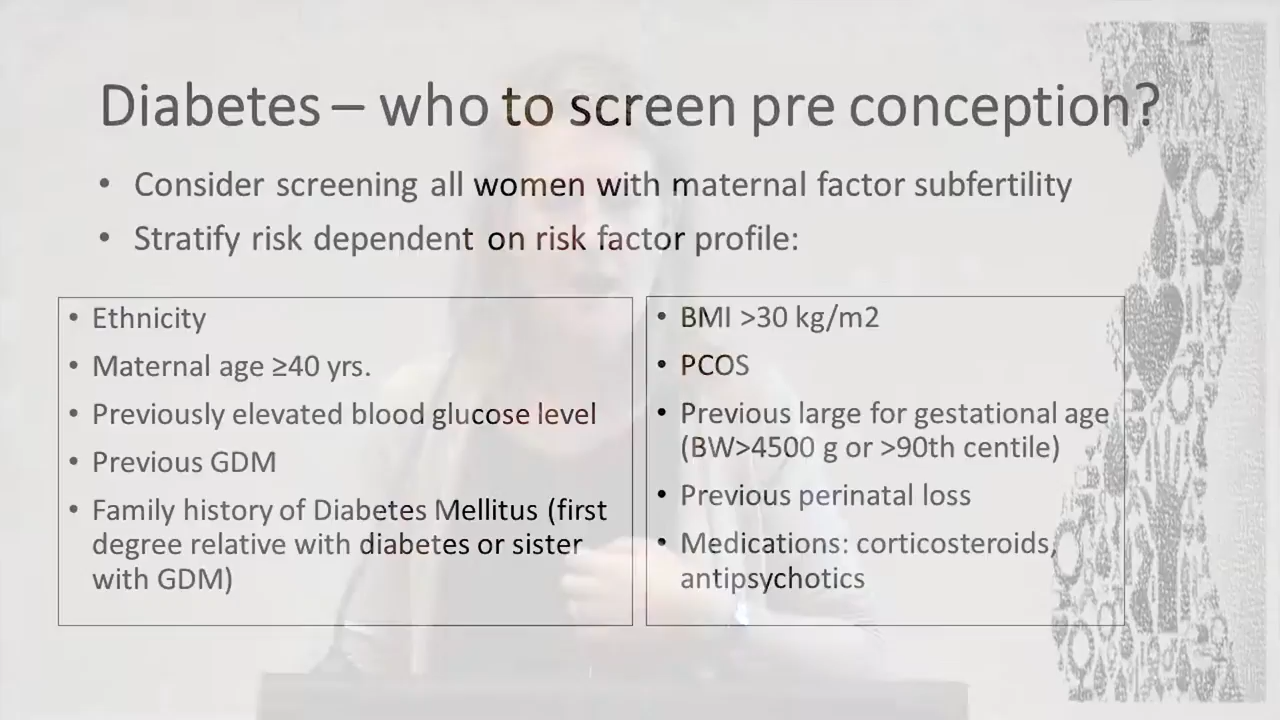 Diabetes – who to screen pre conception?
• Consider screening all women with maternal factor subfertility
• Stratify risk dependent on risk factor profile:
• Ethnicity
• Maternal age ≥40 yrs.
• Previously elevated blood glucose level
• Previous GDM
• Family history of Diabetes Mellitus (first
degree relative with diabetes or sister
with GDM)
• BMI >30 kg/m2
• PCOS
• Previous large for gestational age
(BW>4500 g or >90th centile)
• Previous perinatal loss
• Medications: corticosteroids,
antipsychotics